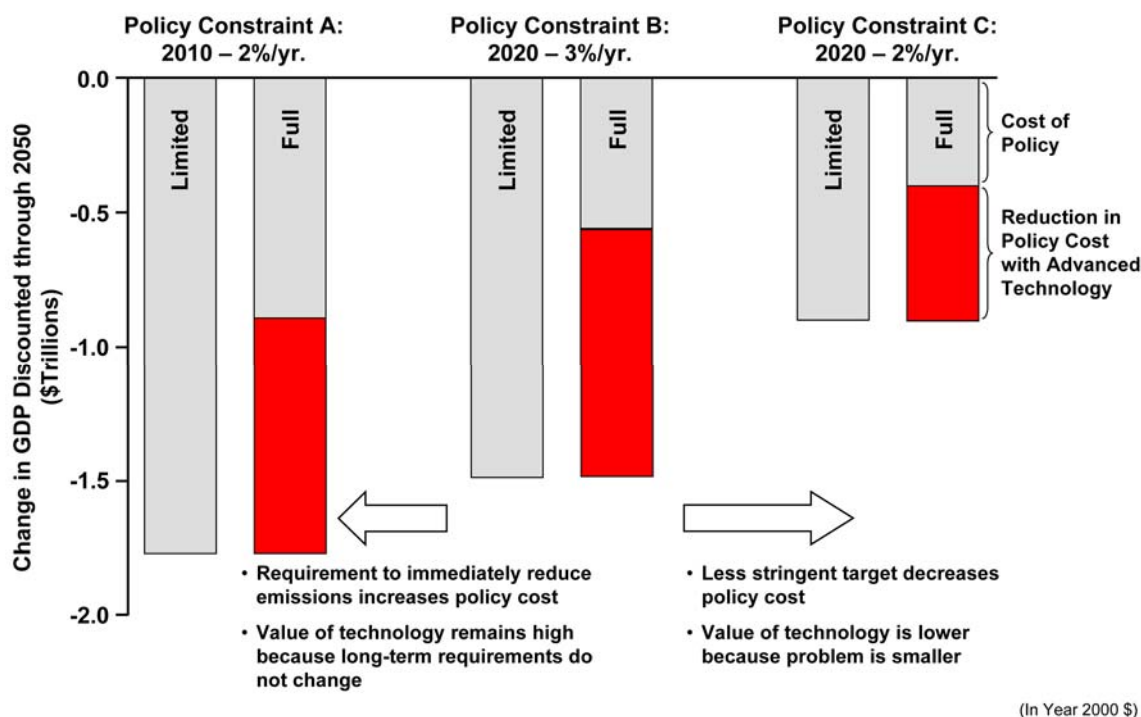 Policy Constraint A:
2010 – 2%/yr.
Policy Constraint B:
2020 – 3%/yr.
Policy Constraint C:
2020 – 2%/yr.
Change in GDP Discounted through 2050
($Trillions)
0.0
-0.5
-1.0
-1.5
-2.0
Limited
Full
Limited
Full
Limited
Full
Cost of
Policy
Reduction in
Policy Cost
with Advanced
Technology
• Requirement to immediately reduce
emissions increases policy cost
• Value of technology remains high
because long-term requirements do
not change
• Less stringent target decreases
policy cost
• Value of technology is lower
because problem is smaller
(In Year 2000 $)